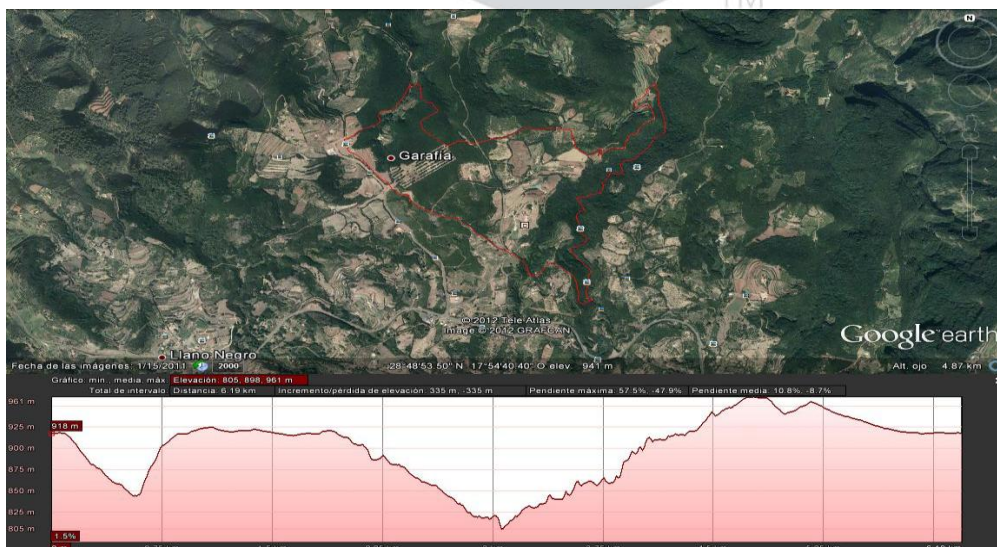 TM
N
Garafía
© 2012 Tele Atlas
Image © 2012 GRAFCAN
Google earth
Llano Negro
Fecha de las imágenes: 1/15/2011 2000 28°48'53.50" N 17°54'40.40" O elev. 941 m Alt. ojo 4.87 km
Gráfico: mín., media, máx. Elevación: 805, 898, 961 m
Total de intervalo: Distancia: 6.19 km Incremento/pérdida de elevación: 335 m, -335 m Pendiente máxima: 57.5%, -47.9% Pendiente media: 10.8%, -8.7%
961 m
918 m
925 m
900 m
875 m
850 m
825 m
805 m
1.5%